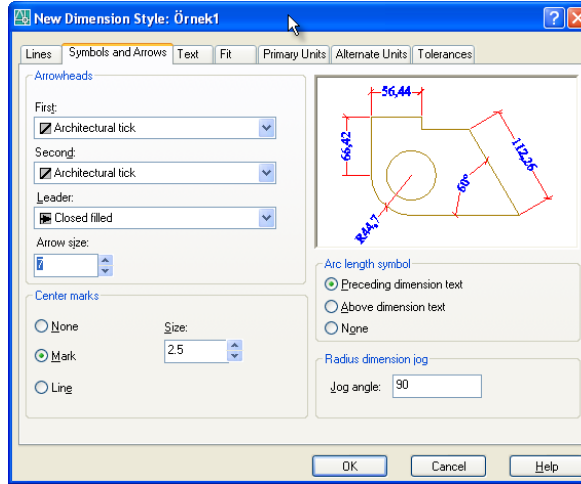 New Dimension Style: Örnek1
Lines
Symbols and Arrows
Text
Fit
Primary Units
Alternate Units
Tolerances
Arrowheads
First:
Architectural tick
Second:
Architectural tick
Leader:
Closed filled
Arrow size:
7
Center marks
None
Mark
Line
Size:
2.5
56,44
66,42
112,26
60°
R44,7
Arc length symbol
Preceding dimension text
Above dimension text
None
Radius dimension jog
Jog angle: 90
OK
Cancel
Help